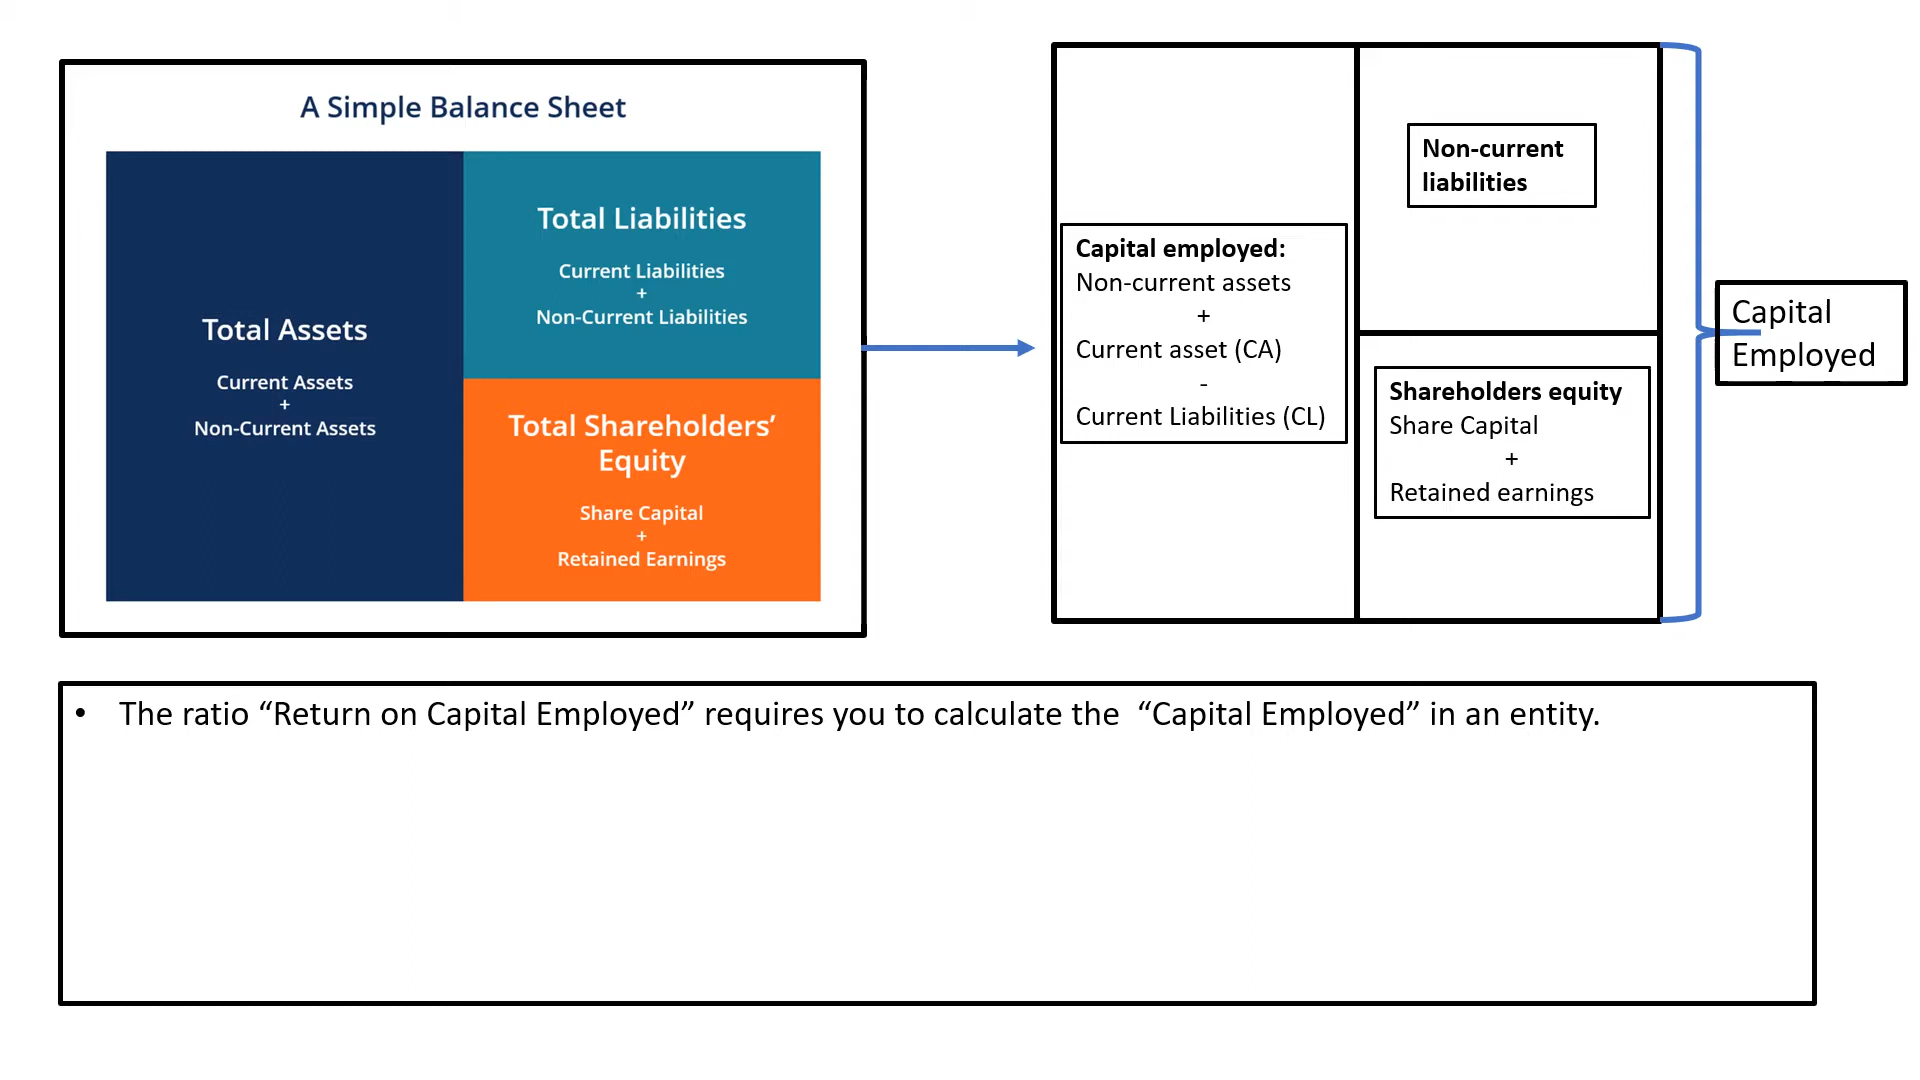 A Simple Balance Sheet
Total Assets
Current Assets
+
Non-Current Assets
Total Liabilities
Current Liabilities
+
Non-Current Liabilities
Total Shareholders’
Equity
Share Capital
+
Retained Earnings
Capital employed:
Non-current assets
+
Current asset (CA)
-
Current Liabilities (CL)
Non-current
liabilities
Shareholders equity
Share Capital
+
Retained earnings
Capital
Employed
• The ratio “Return on Capital Employed” requires you to calculate the “Capital Employed” in an entity.